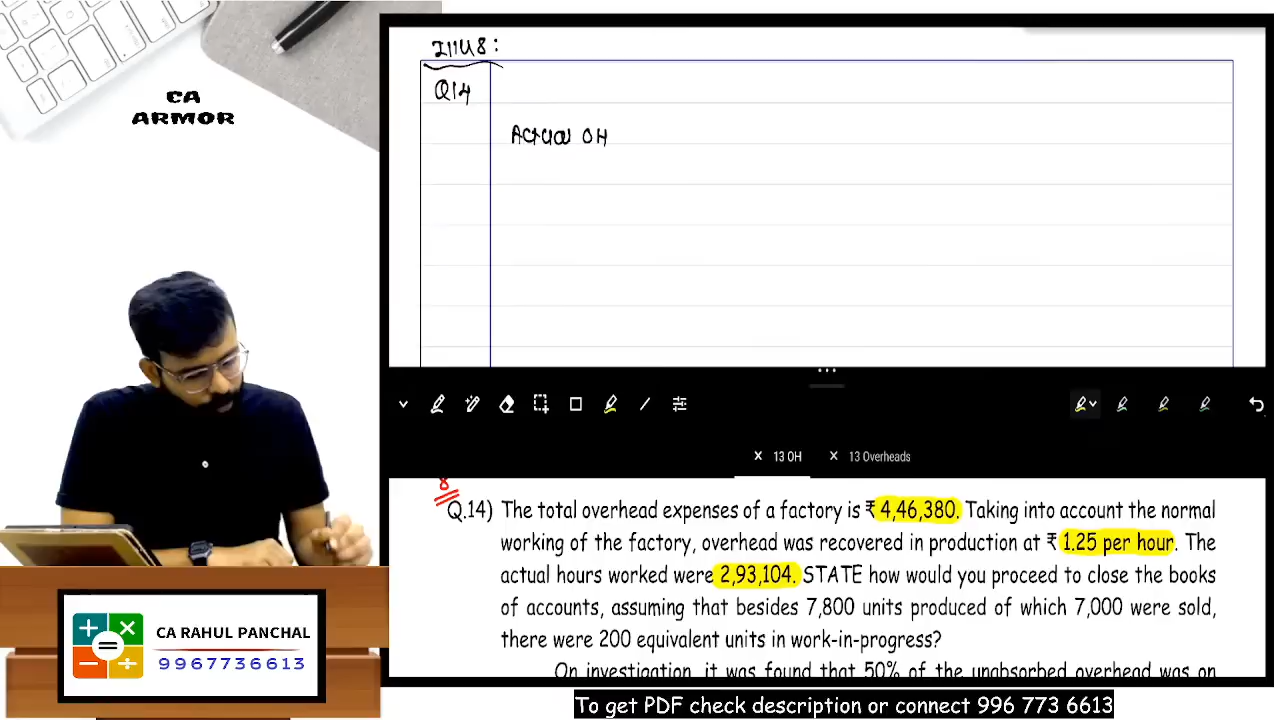 CA
ARMOR
Illu 8:
Q14
Actual OH
13 OH
13 Overheads
8
Q.14) The total overhead expenses of a factory is ₹ 4,46,380. Taking into account the normal
working of the factory, overhead was recovered in production at ₹ 1.25 per hour. The
actual hours worked were 2,93,104. STATE how would you proceed to close the books
of accounts, assuming that besides 7,800 units produced of which 7,000 were sold,
there were 200 equivalent units in work-in-progress?
On investigation, it was found that 50% of the unabsorbed overhead was on
CA RAHUL PANCHAL
9967736613
To get PDF check description or connect 996 773 6613